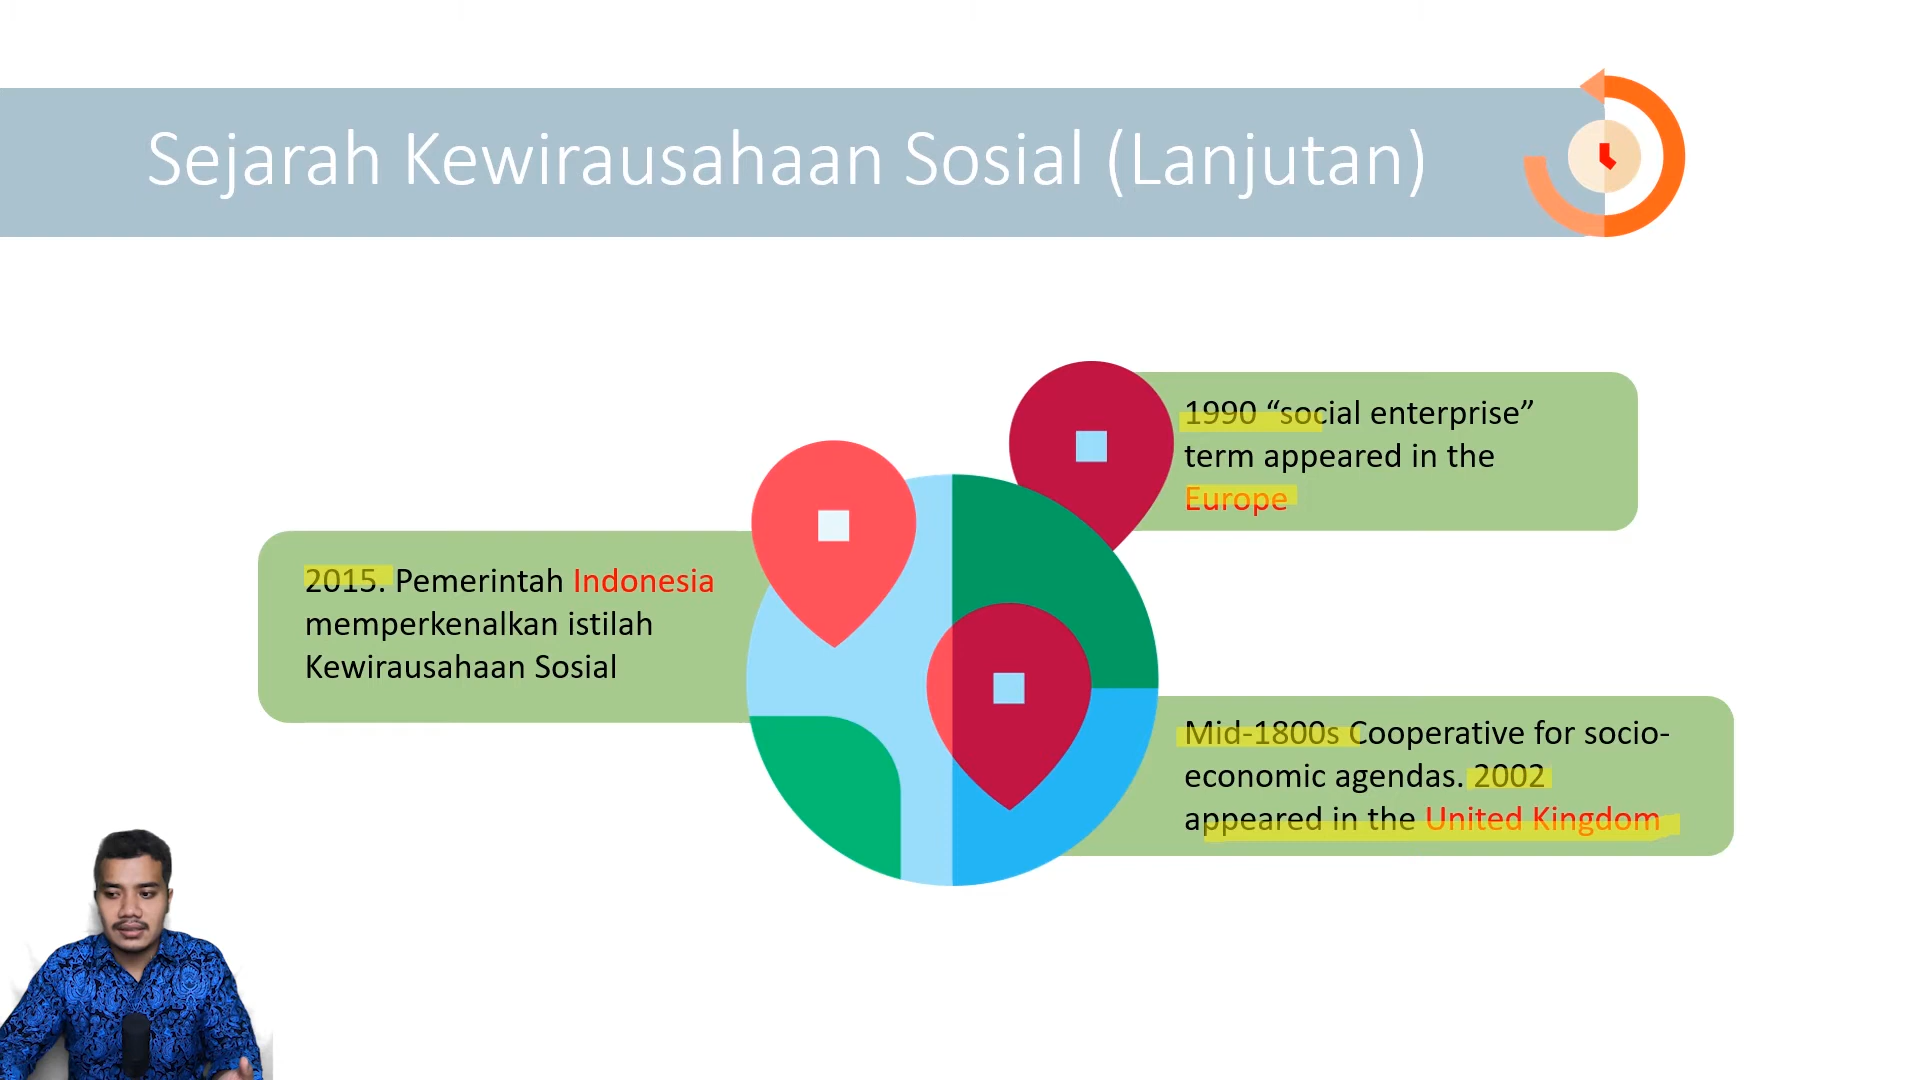 Sejarah Kewirausahaan Sosial (Lanjutan)
1990 “social enterprise”
term appeared in the
Europe
2015. Pemerintah Indonesia
memperkenalkan istilah
Kewirausahaan Sosial
Mid-1800s Cooperative for socio-
economic agendas. 2002
appeared in the United Kingdom